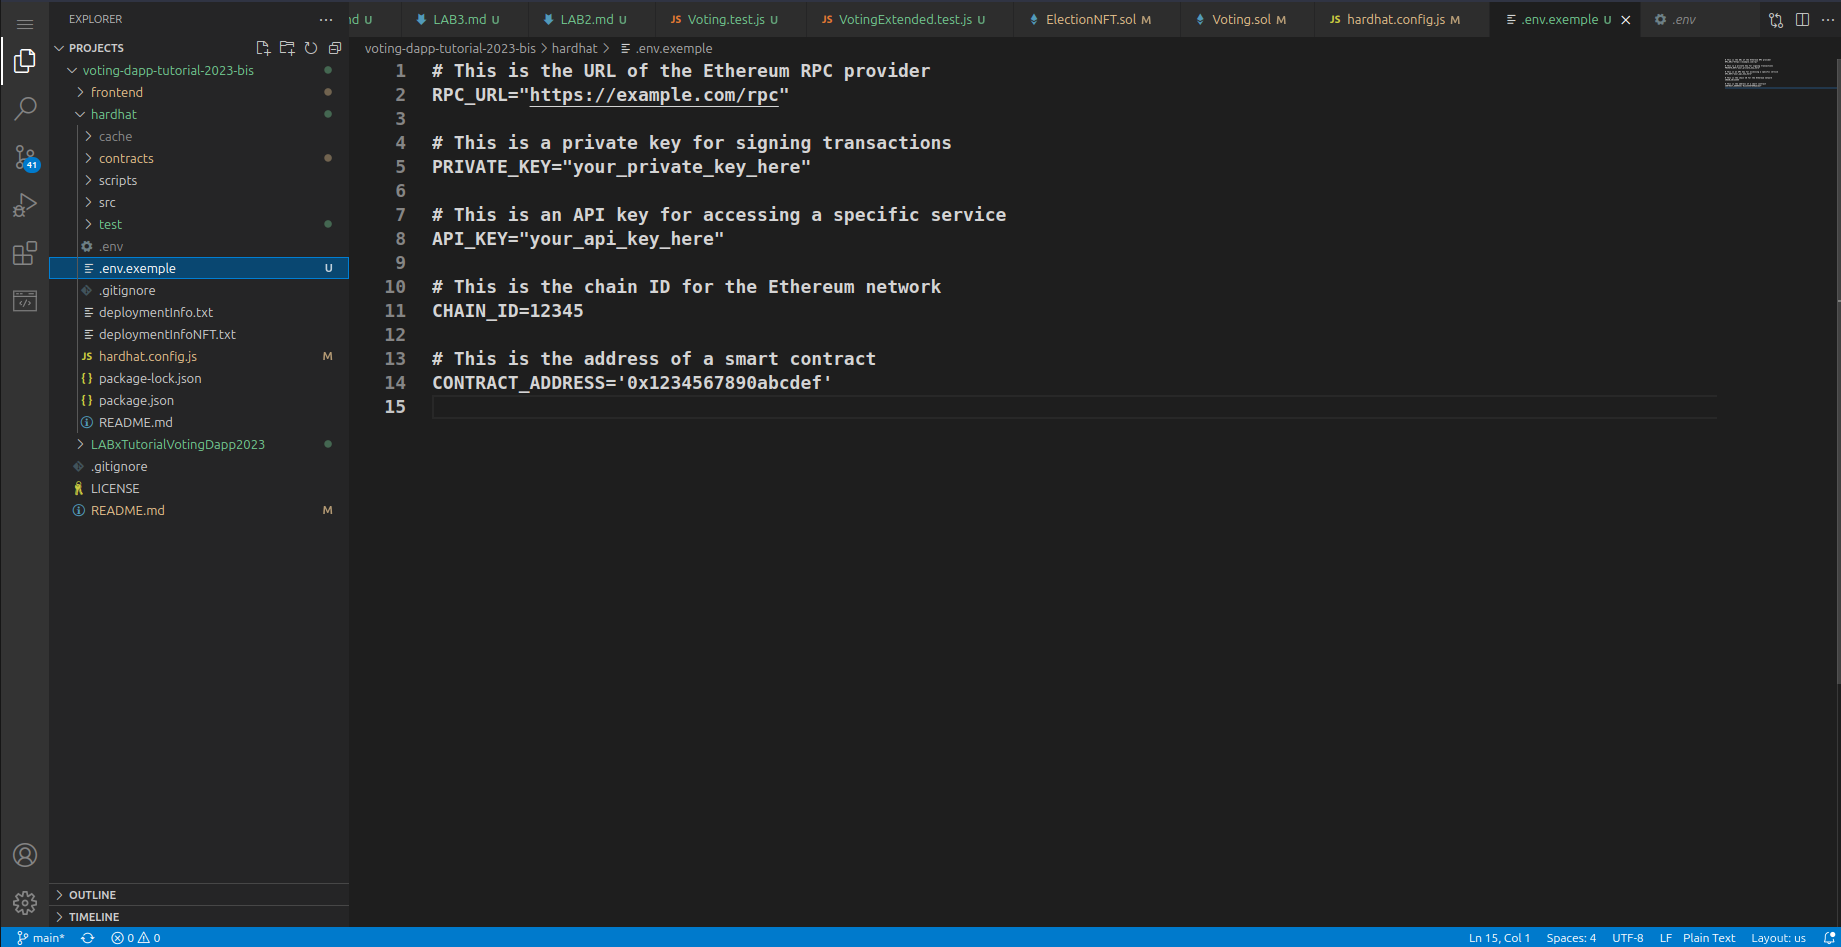 EXPLORER
PROJECTS
voting-dapp-tutorial-2023-bis
frontend
hardhat
cache
contracts
scripts
src
test
.env
.env.exemple U
.gitignore
deploymentInfo.txt
deploymentInfoNFT.txt
JS hardhat.config.js M
{} package-lock.json
{} package.json
README.md
LABxTutorialVotingDapp2023
.gitignore
LICENSE
README.md M
OUTLINE
TIMELINE
41
nd U
LAB3.md U
LAB2.md U
JS Voting.test.js U
JS VotingExtended.test.js U
ElectionNFT.sol M
Voting.sol M
JS hardhat.config.js M
.env.exemple U
.env
voting-dapp-tutorial-2023-bis > hardhat > .env.exemple
1 # This is the URL of the Ethereum RPC provider
2 RPC_URL="https://example.com/rpc"
3
4 # This is a private key for signing transactions
5 PRIVATE_KEY="your_private_key_here"
6
7 # This is an API key for accessing a specific service
8 API_KEY="your_api_key_here"
9
10 # This is the chain ID for the Ethereum network
11 CHAIN_ID=12345
12
13 # This is the address of a smart contract
14 CONTRACT_ADDRESS='0x1234567890abcdef'
15
main* 0 0 Ln 15, Col 1 Spaces: 4 UTF-8 LF Plain Text Layout: us